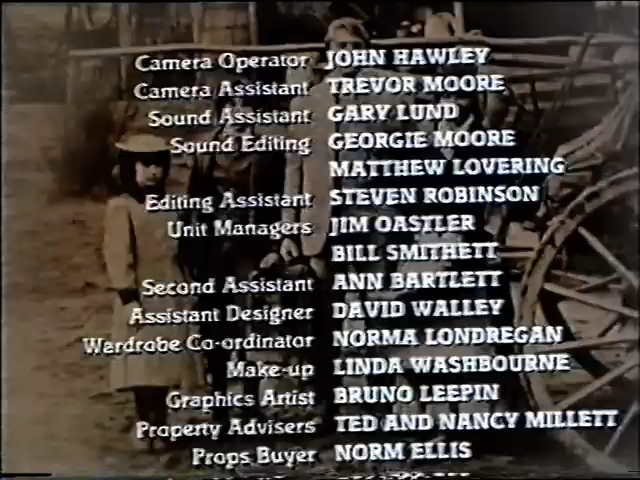 Camera Operator JOHN HAWLEY
Camera Assistant TREVOR MOORE
Sound Assistant GARY LUND
Sound Editing GEORGIE MOORE
MATTHEW LOVERING
Editing Assistant STEVEN ROBINSON
Unit Managers JIM OASTLER
BILL SMITHETT
Second Assistant ANN BARTLETT
Assistant Designer DAVID WALLEY
Wardrobe Co-ordinator NORMA LONDREGAN
Make-up LINDA WASHBOURNE
Graphics Artist BRUNO LEEPIN
Property Advisers TED AND NANCY MILLETT
Props Buyer NORM ELLIS